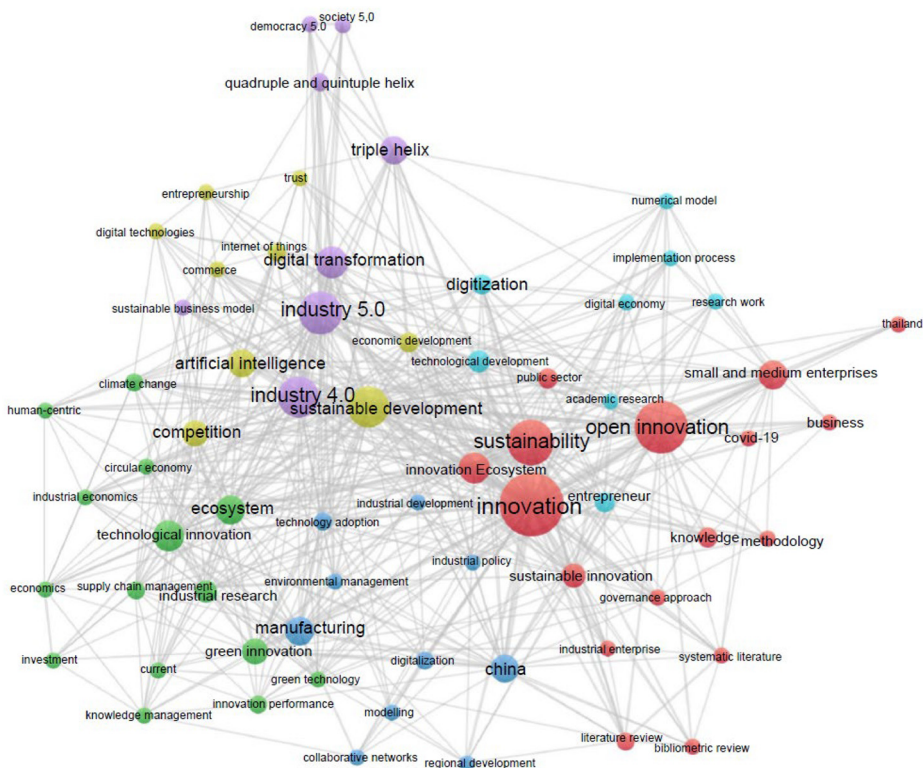 society 5,0
democracy 5.0
quadruple and quintuple helix
triple helix
trust
entrepreneurship
numerical model
digital technologies
internet of things
digital transformation
implementation process
commerce
digitization
sustainable business model
digital economy
research work
industry 5.0
thailand
economic development
artificial intelligence
technological development
public sector
small and medium enterprises
climate change
industry 4.0
academic research
human-centric
sustainable development
business
open innovation
competition
sustainability
covid-19
circular economy
innovation Ecosystem
industrial economics
industrial development
entrepreneur
ecosystem
innovation
technology adoption
technological innovation
knowledge
methodology
industrial policy
economics
supply chain management
environmental management
sustainable innovation
industrial research
governance approach
manufacturing
green innovation
industrial enterprise
systematic literature
investment
current
digitalization
china
green technology
innovation performance
knowledge management
modelling
literature review
bibliometric review
collaborative networks
regional development